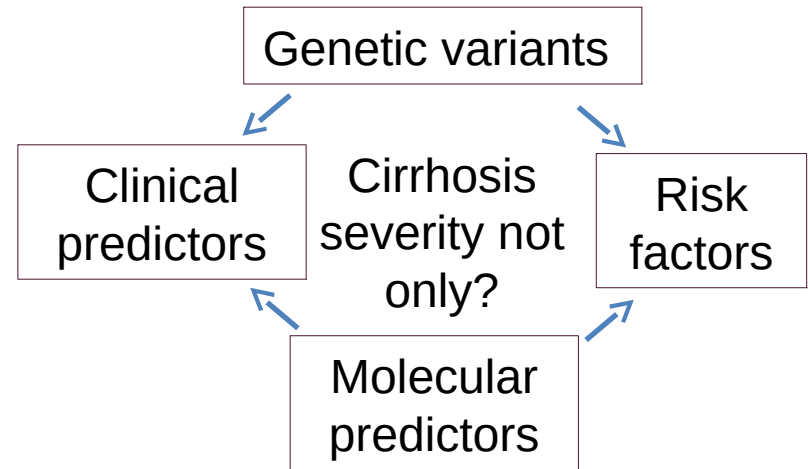 Genetic variants
Clinical
predictors
Cirrhosis
severity not
only?
Risk
factors
Molecular
predictors